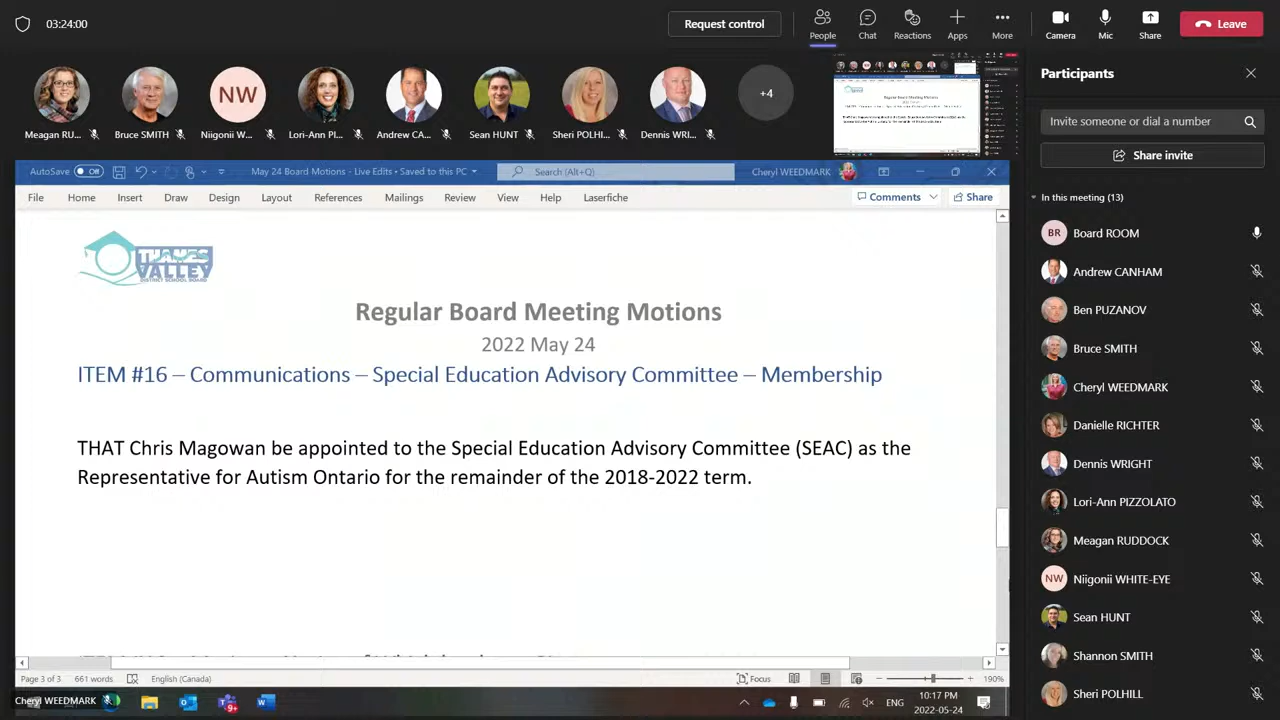 03:24:00
Request control
People
Chat
Reactions
Apps
More
Camera
Mic
Share
Leave
Meagan RU...
Bruce SMITH
Niigonii W...
Lori-Ann Pl...
Andrew CA...
Sean HUNT
Sheri POLHI...
Dennis WRI...
NW
+4
AutoSave Off
May 24 Board Motions - Live Edits • Saved to this PC
Search (Alt+Q)
Cheryl WEEDMARK
File Home Insert Draw Design Layout References Mailings Review View Help Laserfiche
Comments
Share
THAMES
VALLEY
DISTRICT SCHOOL BOARD
Regular Board Meeting Motions
2022 May 24
ITEM #16 – Communications – Special Education Advisory Committee – Membership
THAT Chris Magowan be appointed to the Special Education Advisory Committee (SEAC) as the
Representative for Autism Ontario for the remainder of the 2018-2022 term.
Page 3 of 3 661 words English (Canada)
Focus
190%
Cheryl WEEDMARK
9+
ENG
10:17 PM
2022-05-24
Invite someone or dial a number
Share invite
In this meeting (13)
BR Board ROOM
Andrew CANHAM
Ben PUZANOV
Bruce SMITH
Cheryl WEEDMARK
Danielle RICHTER
Dennis WRIGHT
Lori-Ann PIZZOLATO
Meagan RUDDOCK
NW Niigonii WHITE-EYE
Sean HUNT
Shannon SMITH
Sheri POLHILL